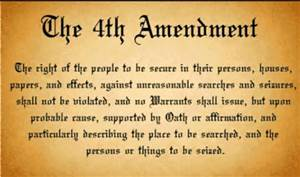 The 4th Amendment
The right of the people to be secure in their persons, houses,
papers, and effects, against unreasonable searches and seizures,
shall not be violated, and no Warrants shall issue, but upon
probable cause, supported by Oath or affirmation, and
particularly describing the place to be searched, and the
persons or things to be seized.